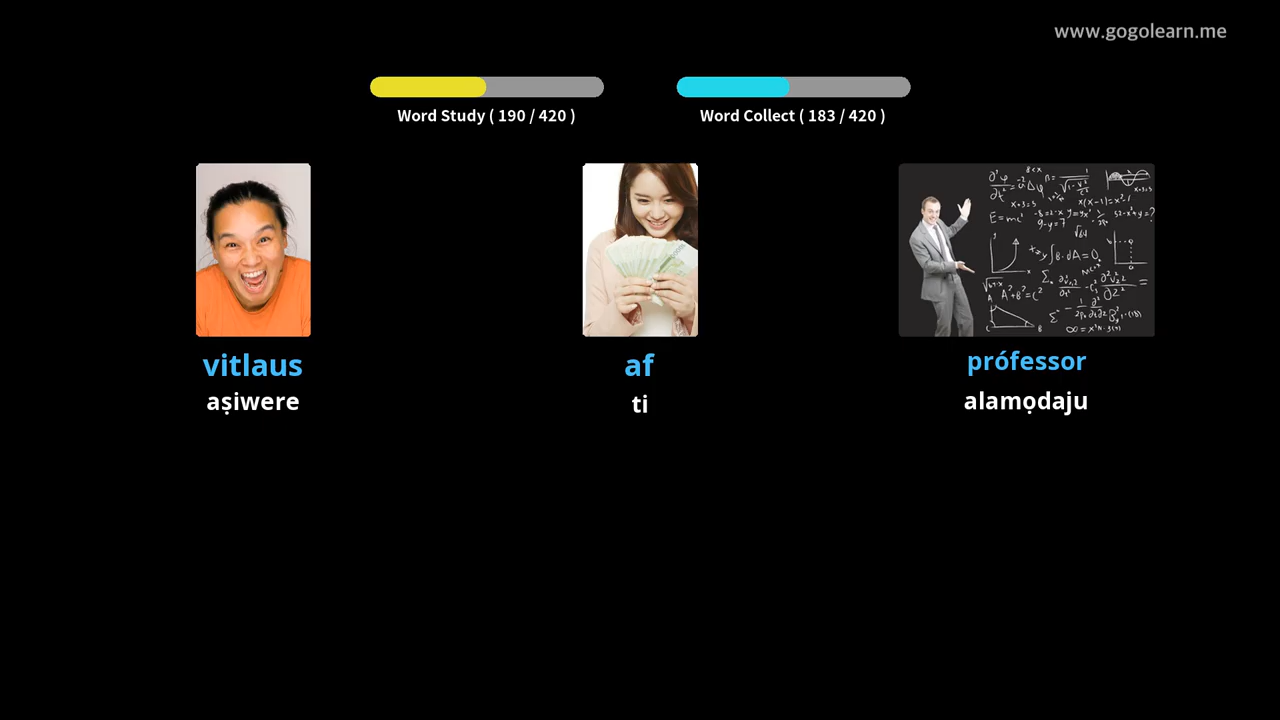 www.gogolearn.me
Word Study ( 190 / 420 )
Word Collect ( 183 / 420 )
vitlaus
aṣiwere
af
ti
prófessor
alamọdaju